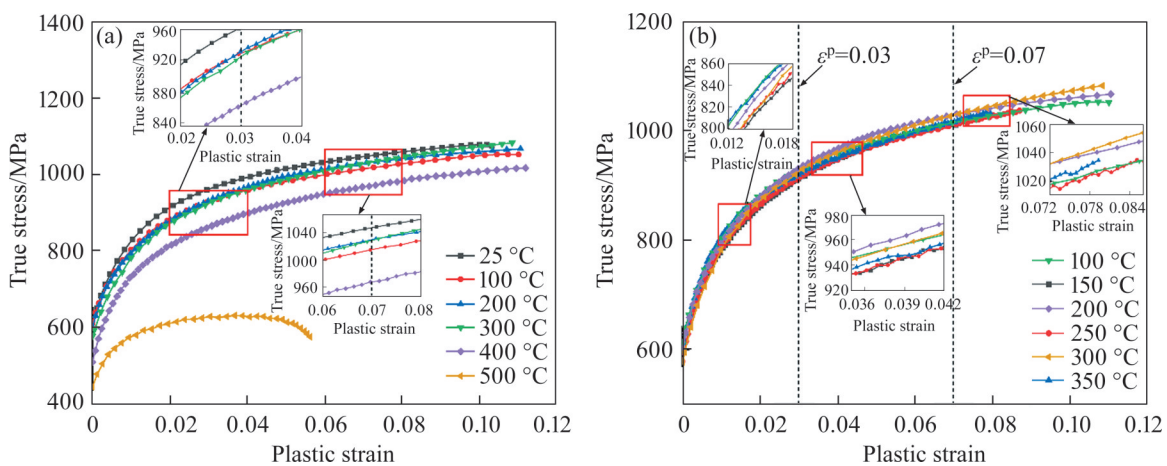 (a)
True stress/MPa
1400
1200
1000
800
600
400
0
0.02
0.04
0.06
0.08
0.10
0.12
Plastic strain
True stress/MPa
960
920
880
840
0.02
0.03
0.04
Plastic strain
True stress/MPa
1040
1000
960
0.06
0.07
0.08
Plastic strain
25 °C
100 °C
200 °C
300 °C
400 °C
500 °C
(b)
True stress/MPa
1200
1000
800
600
0
0.02
0.04
0.06
0.08
0.10
0.12
Plastic strain
εᵖ=0.03
εᵖ=0.07
True stress/MPa
860
840
820
800
0.012
0.018
Plastic strain
True stress/MPa
980
960
940
920
0.036
0.039
0.042
Plastic strain
True stress/MPa
1060
1040
1020
0.072
0.078
0.084
Plastic strain
100 °C
150 °C
200 °C
250 °C
300 °C
350 °C